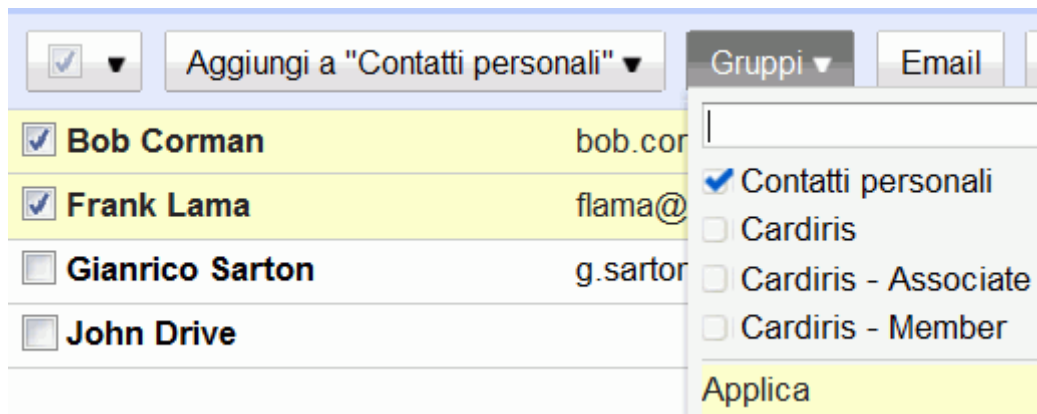 Aggiungi a "Contatti personali" Gruppi Email
Bob Corman bob.cor
Frank Lama flama@
Gianrico Sarton g.sarton
John Drive
Contatti personali
Cardiris
Cardiris - Associate
Cardiris - Member
Applica